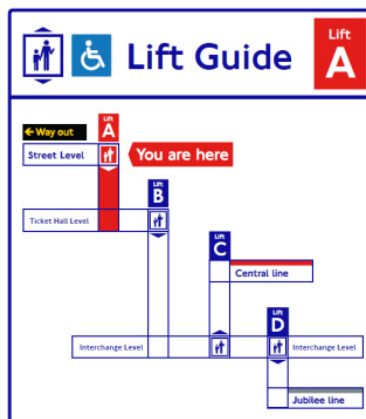 Lift Guide
Lift
A
← Way out
Lift
A
Street Level
You are here
Lift
B
Ticket Hall Level
Lift
C
Central line
Lift
D
Interchange Level
Interchange Level
Jubilee line